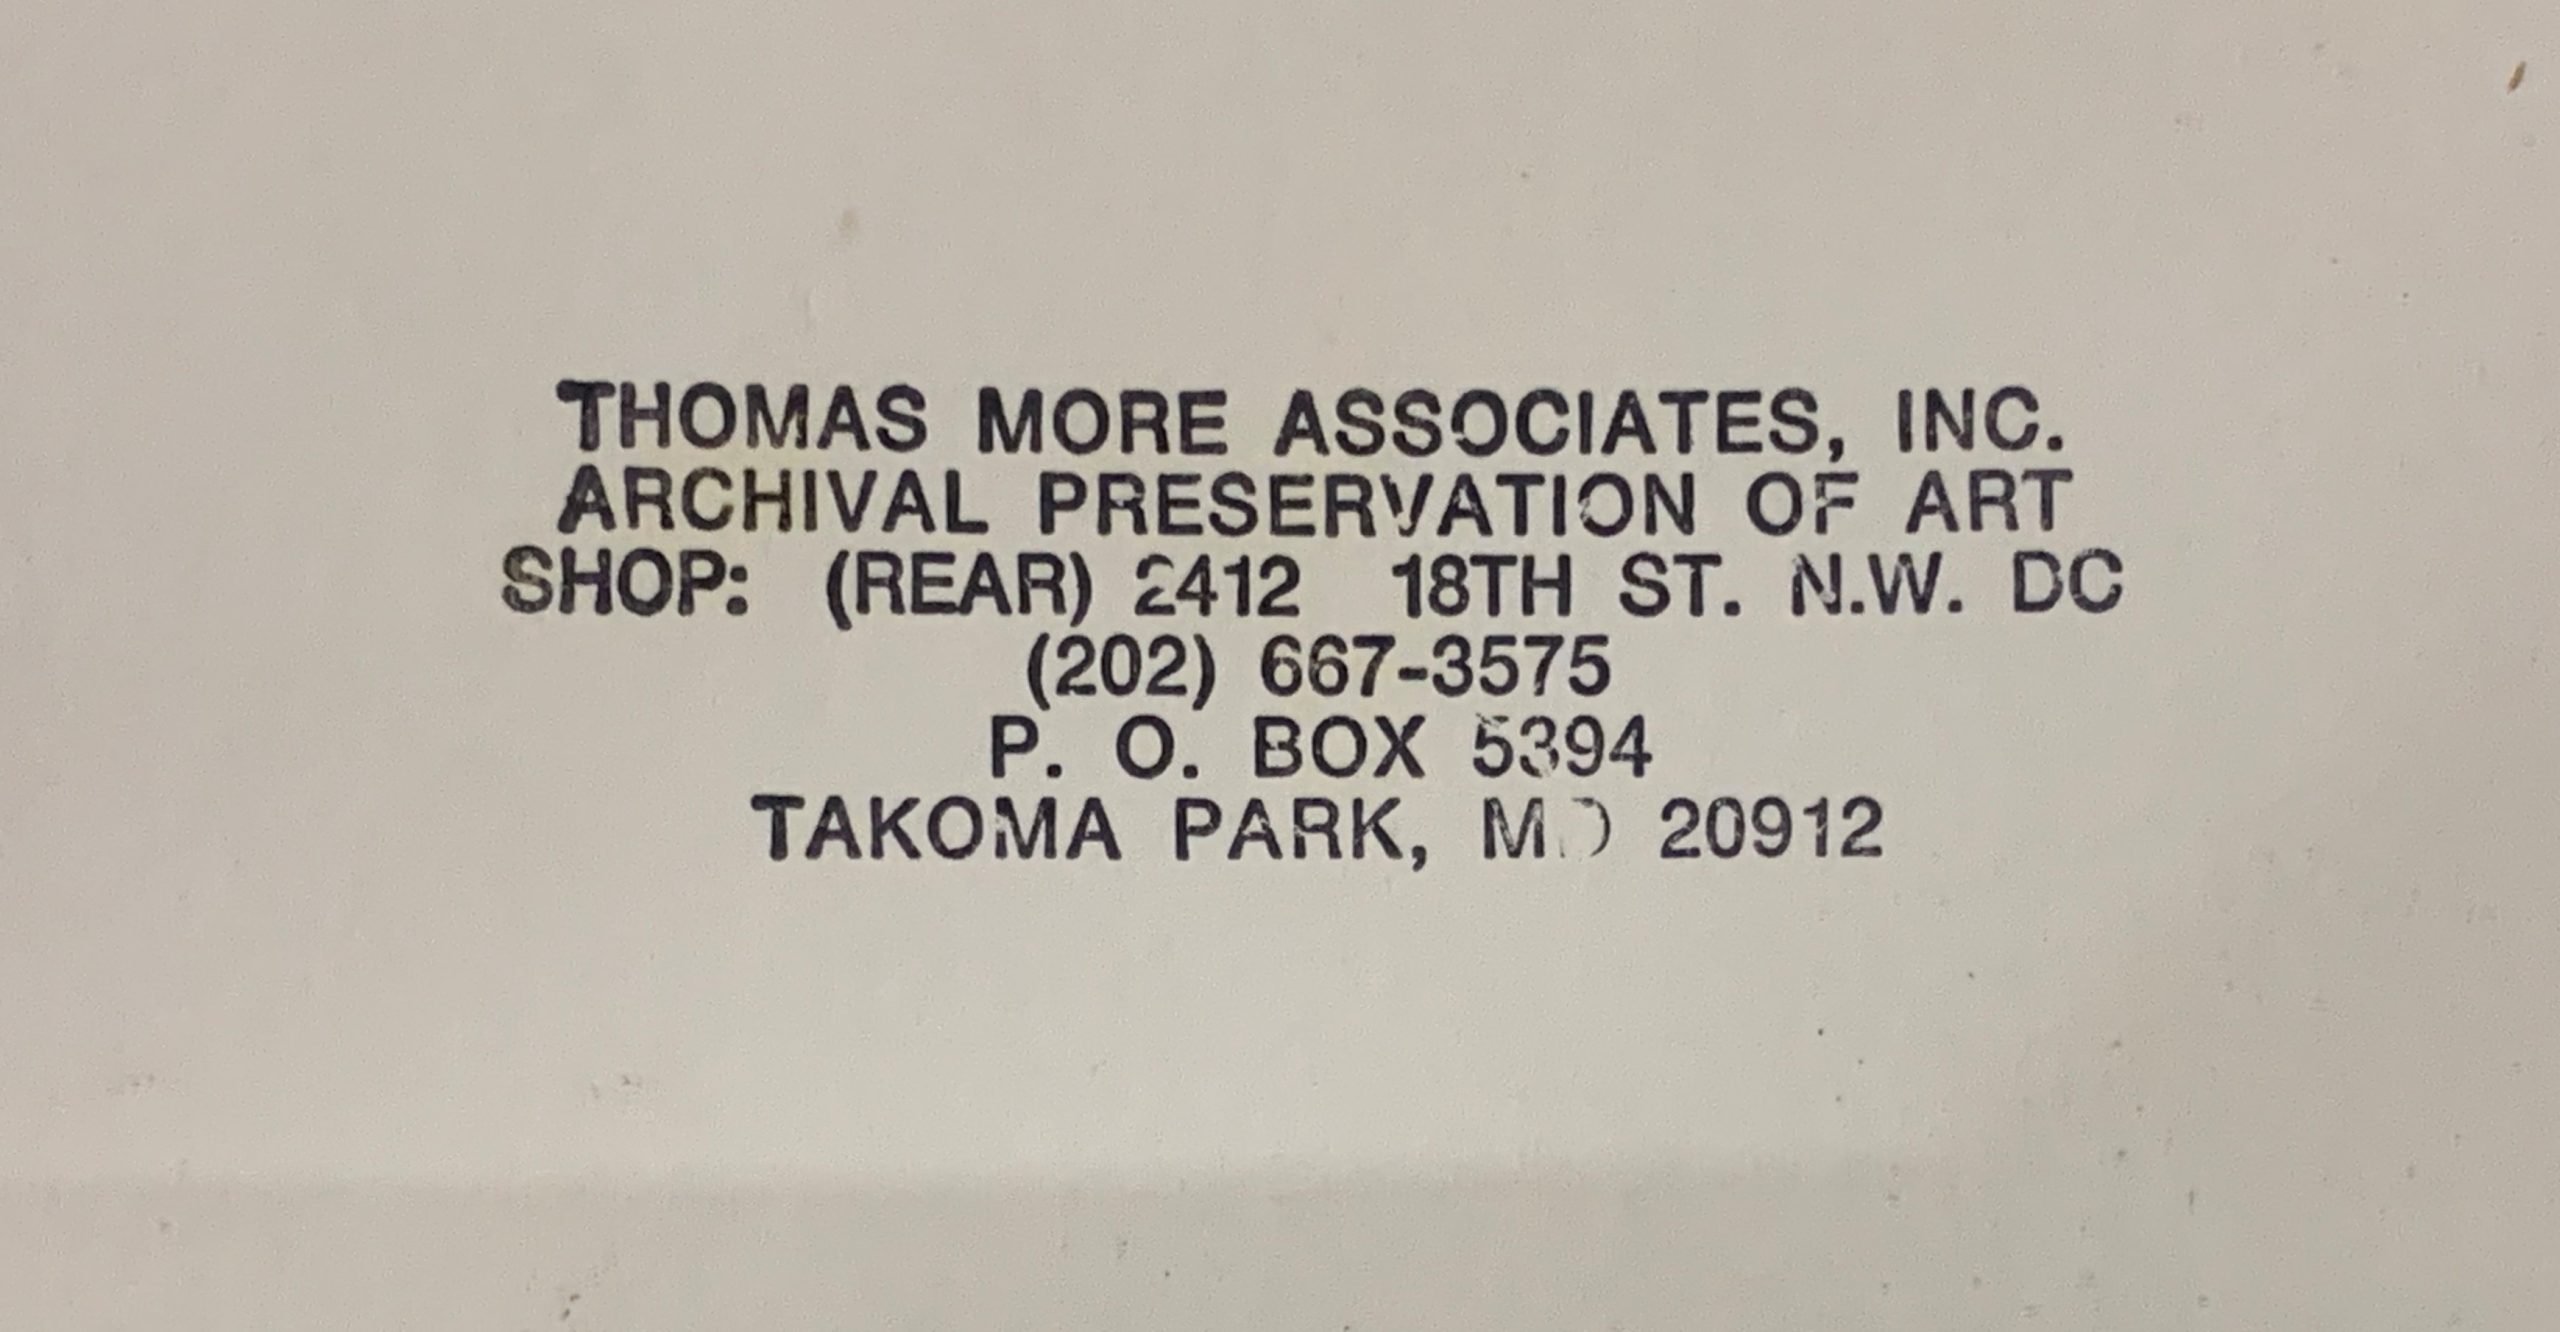 THOMAS MORE ASSOCIATES, INC.
ARCHIVAL PRESERVATION OF ART
SHOP: (REAR) 2412 18TH ST. N.W. DC
(202) 667-3575
P. O. BOX 5394
TAKOMA PARK, MD 20912